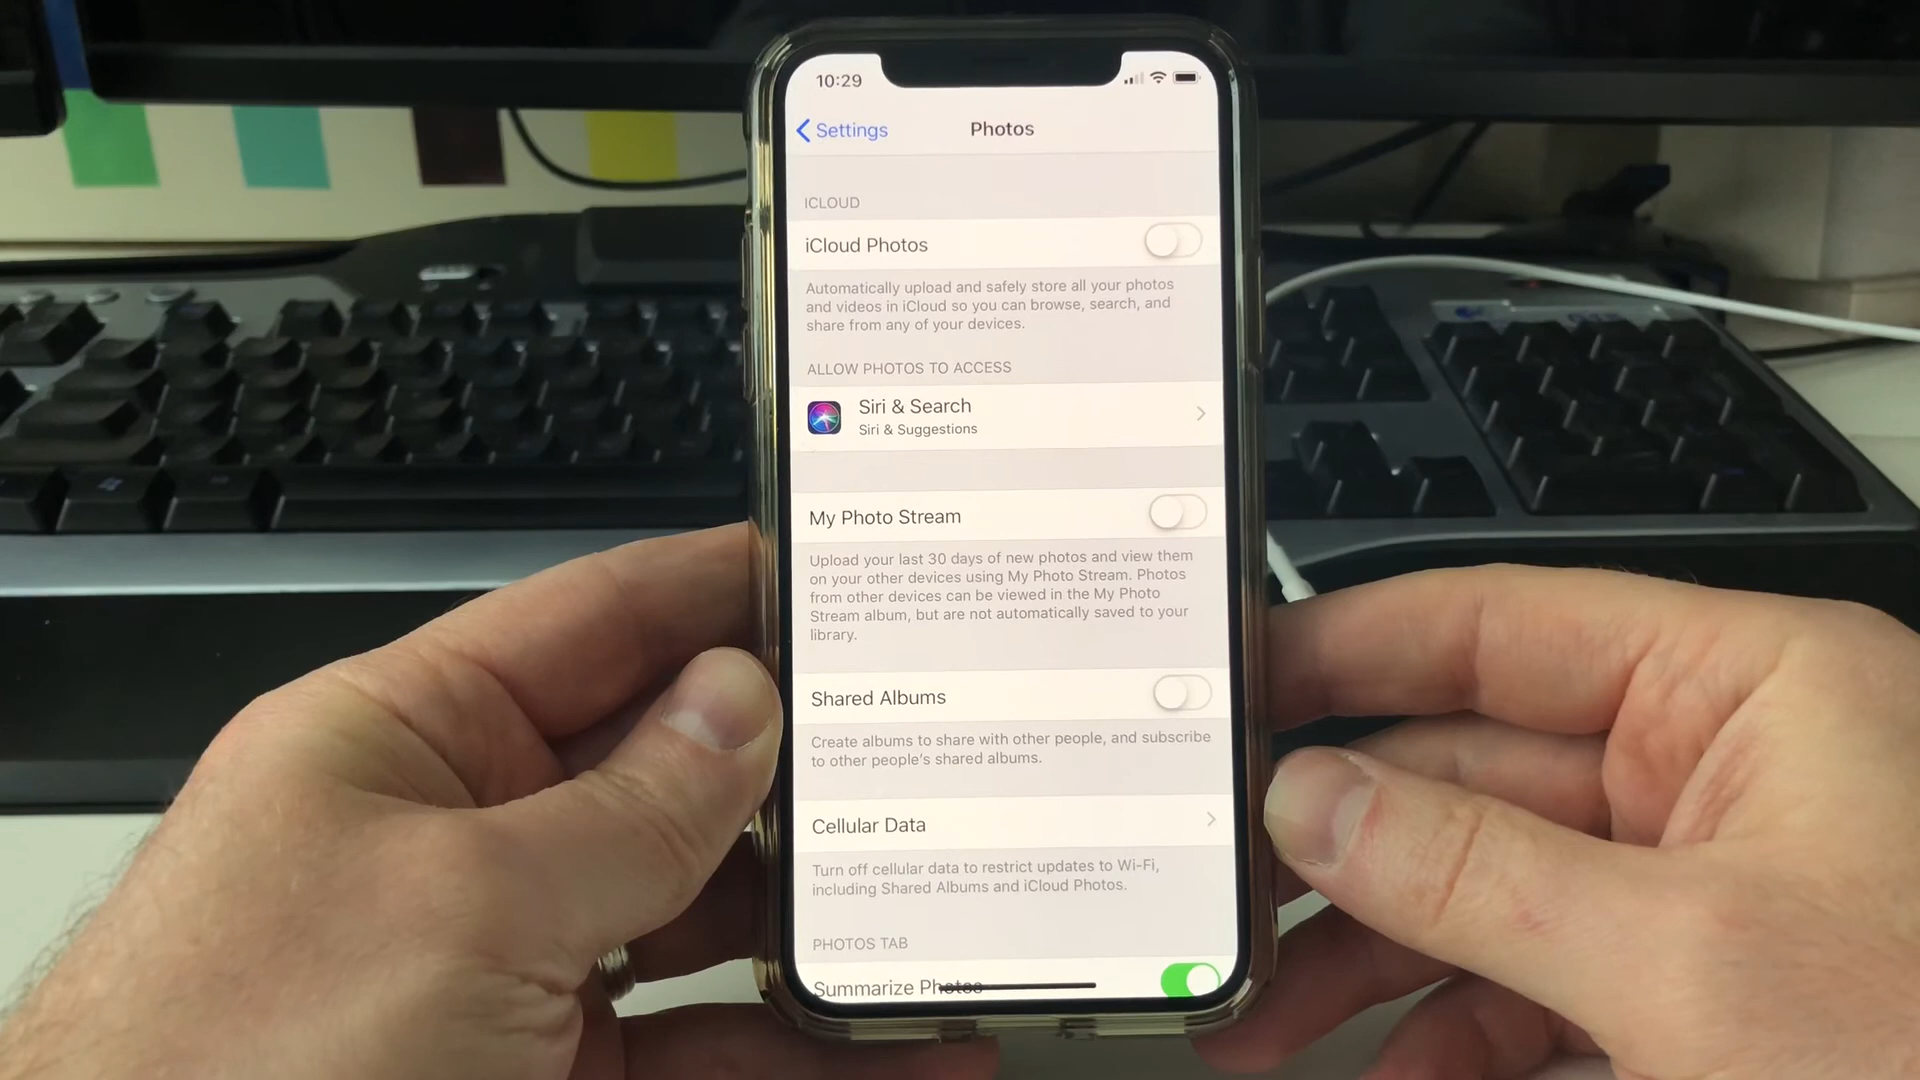 10:29
Settings
Photos
ICLOUD
iCloud Photos
Automatically upload and safely store all your photos
and videos in iCloud so you can browse, search, and
share from any of your devices.
ALLOW PHOTOS TO ACCESS
Siri & Search
Siri & Suggestions
My Photo Stream
Upload your last 30 days of new photos and view them
on your other devices using My Photo Stream. Photos
from other devices can be viewed in the My Photo
Stream album, but are not automatically saved to your
library.
Shared Albums
Create albums to share with other people, and subscribe
to other people's shared albums.
Cellular Data
Turn off cellular data to restrict updates to Wi-Fi,
including Shared Albums and iCloud Photos.
PHOTOS TAB
Summarize Photos